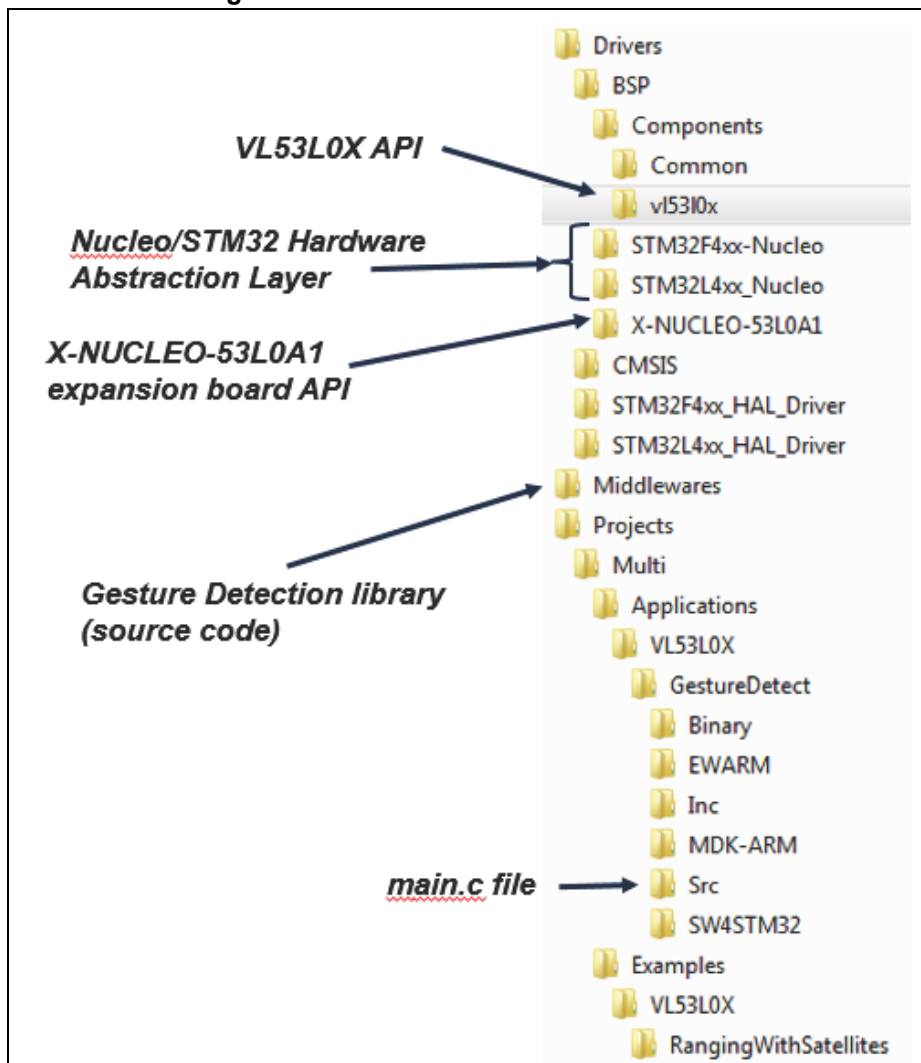 Drivers
BSP
Components
VL53L0X API
Common
vl53l0x
Nucleo/STM32 Hardware
Abstraction Layer
STM32F4xx-Nucleo
STM32L4xx_Nucleo
X-NUCLEO-53L0A1
X-NUCLEO-53L0A1
expansion board API
CMSIS
STM32F4xx_HAL_Driver
STM32L4xx_HAL_Driver
Middlewares
Projects
Multi
Gesture Detection library
(source code)
Applications
VL53L0X
GestureDetect
Binary
EWARM
Inc
MDK-ARM
main.c file
Src
SW4STM32
Examples
VL53L0X
RangingWithSatellites